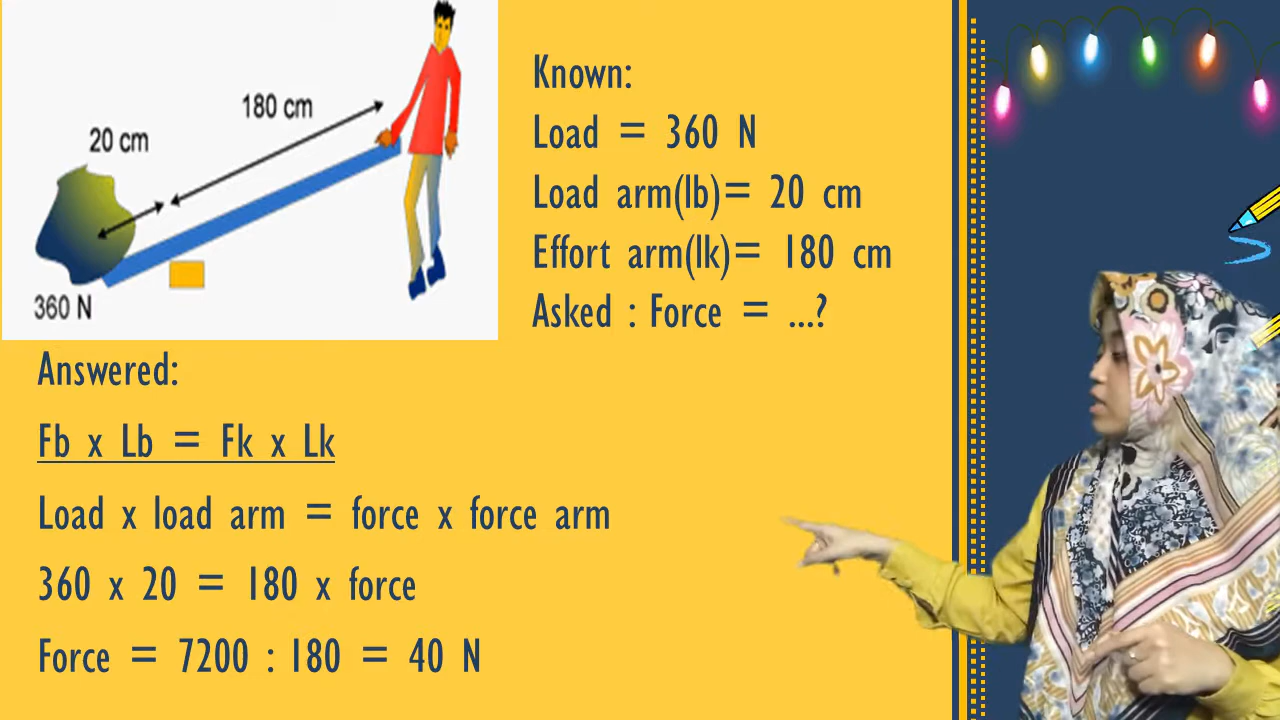 180 cm
20 cm
360 N
Known:
Load = 360 N
Load arm(lb)= 20 cm
Effort arm(lk)= 180 cm
Asked : Force = ...?
Answered:
Fb x Lb = Fk x Lk
Load x load arm = force x force arm
360 x 20 = 180 x force
Force = 7200 : 180 = 40 N